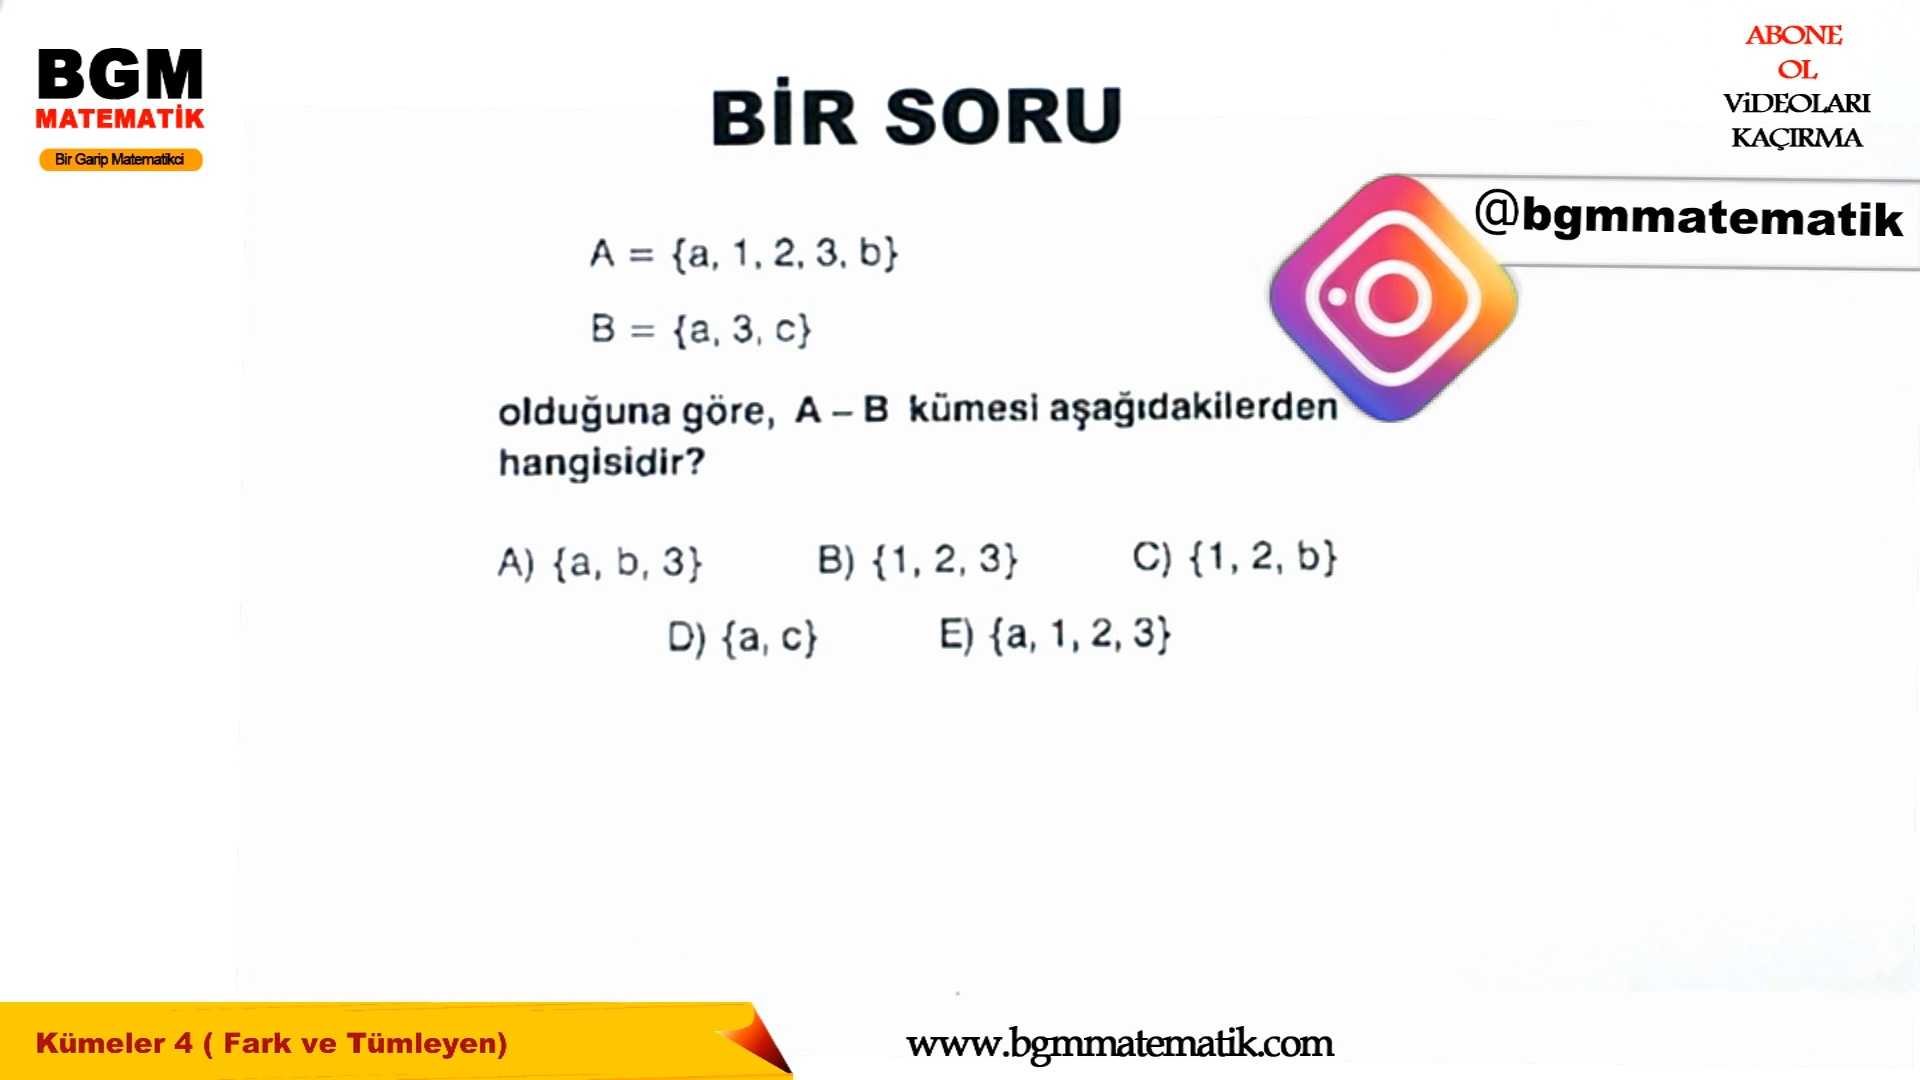 BGM
MATEMATİK
Bir Garip Matematikci
BİR SORU
ABONE
OL
ViDEOLARI
KAÇIRMA
@bgmmatematik
A = {a, 1, 2, 3, b}
B = {a, 3, c}
olduğuna göre, A – B kümesi aşağıdakilerden
hangisidir?
A) {a, b, 3} B) {1, 2, 3} C) {1, 2, b}
D) {a, c} E) {a, 1, 2, 3}
Kümeler 4 ( Fark ve Tümleyen)
www.bgmmatematik.com